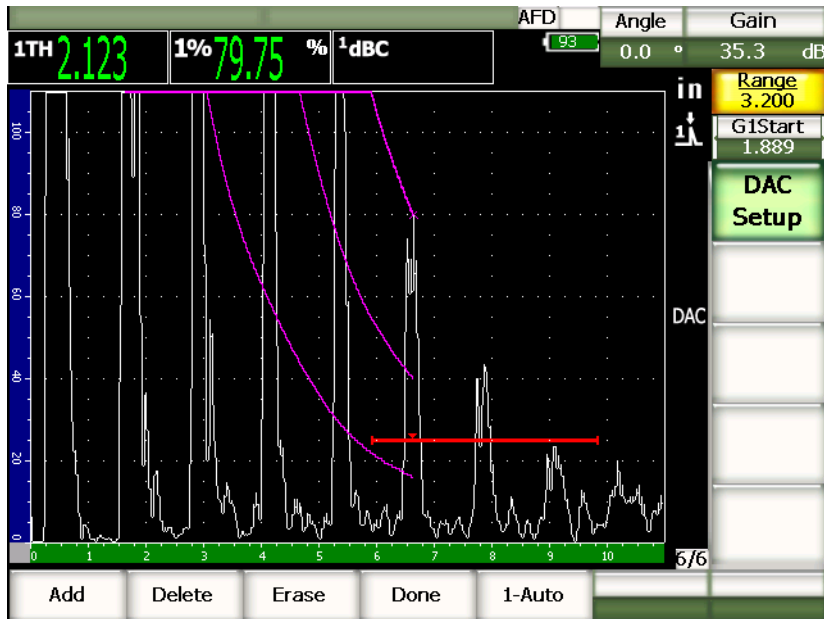 AFD
Angle
Gain
1TH 2.123
1% 79.75 %
1dBC
93
0.0 °
35.3 dB
in
Range
3.200
1
G1Start
1.889
DAC
Setup
100
80
60
40
20
0
DAC
0 1 2 3 4 5 6 7 8 9 10
6/6
Add Delete Erase Done 1-Auto